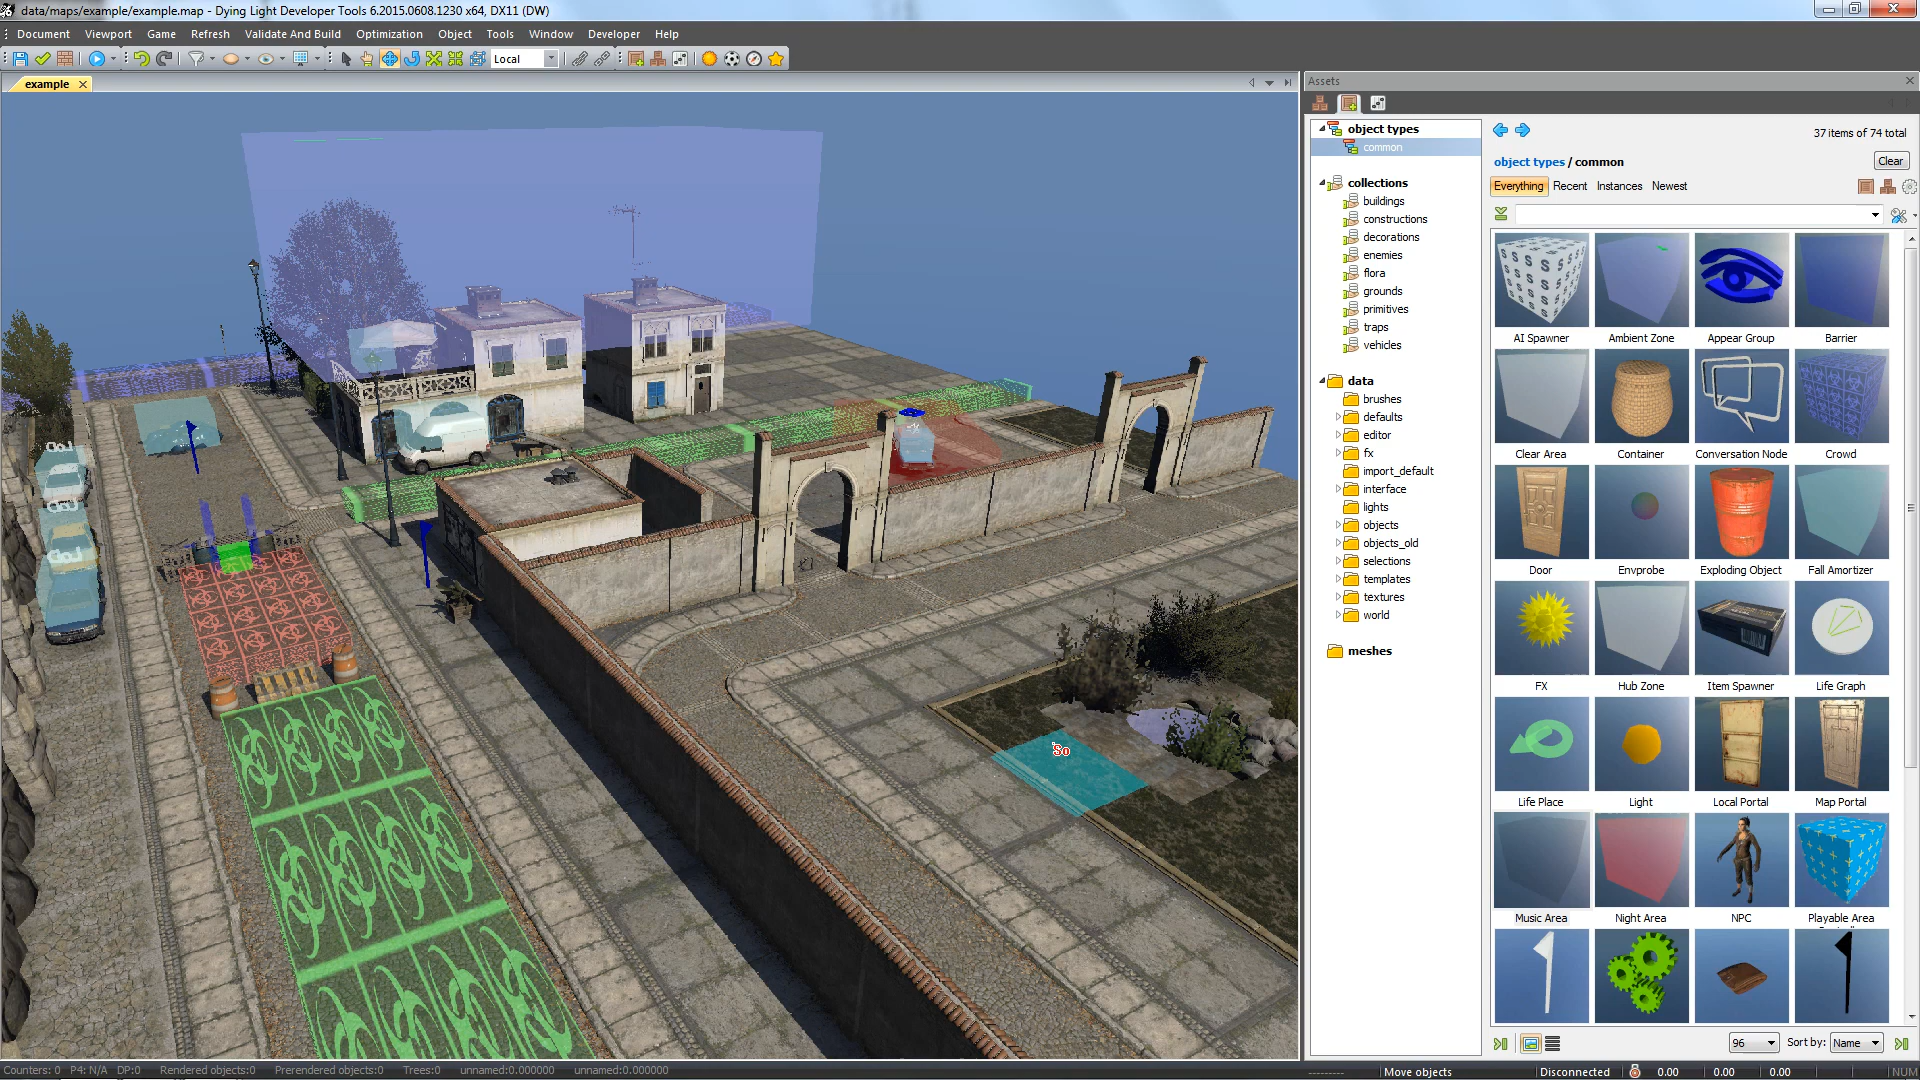 data/maps/example/example.map - Dying Light Developer Tools 6.2015.0608.1230 x64, DX11 (DW)
Document Viewport Game Refresh Validate And Build Optimization Object Tools Window Developer Help
Local
example
Assets
object types
common
collections
buildings
constructions
decorations
enemies
flora
grounds
primitives
traps
vehicles
data
brushes
defaults
editor
fx
import_default
interface
lights
objects
objects_old
selections
templates
textures
world
meshes
37 items of 74 total
object types / common
Clear
Everything Recent Instances Newest
AI Spawner Ambient Zone Appear Group Barrier
Clear Area Container Conversation Node Crowd
Door Envprobe Exploding Object Fall Amortizer
FX Hub Zone Item Spawner Life Graph
Life Place Light Local Portal Map Portal
Music Area Night Area NPC Playable Area
So
96 Sort by: Name
Counters: 0 P4: N/A DP:0 Rendered objects:0 Prerendered objects:0 Trees:0 unnamed:0.000000 unnamed:0.000000
--------- Move objects Disconnected 0.00 0.00 0.00 NUM